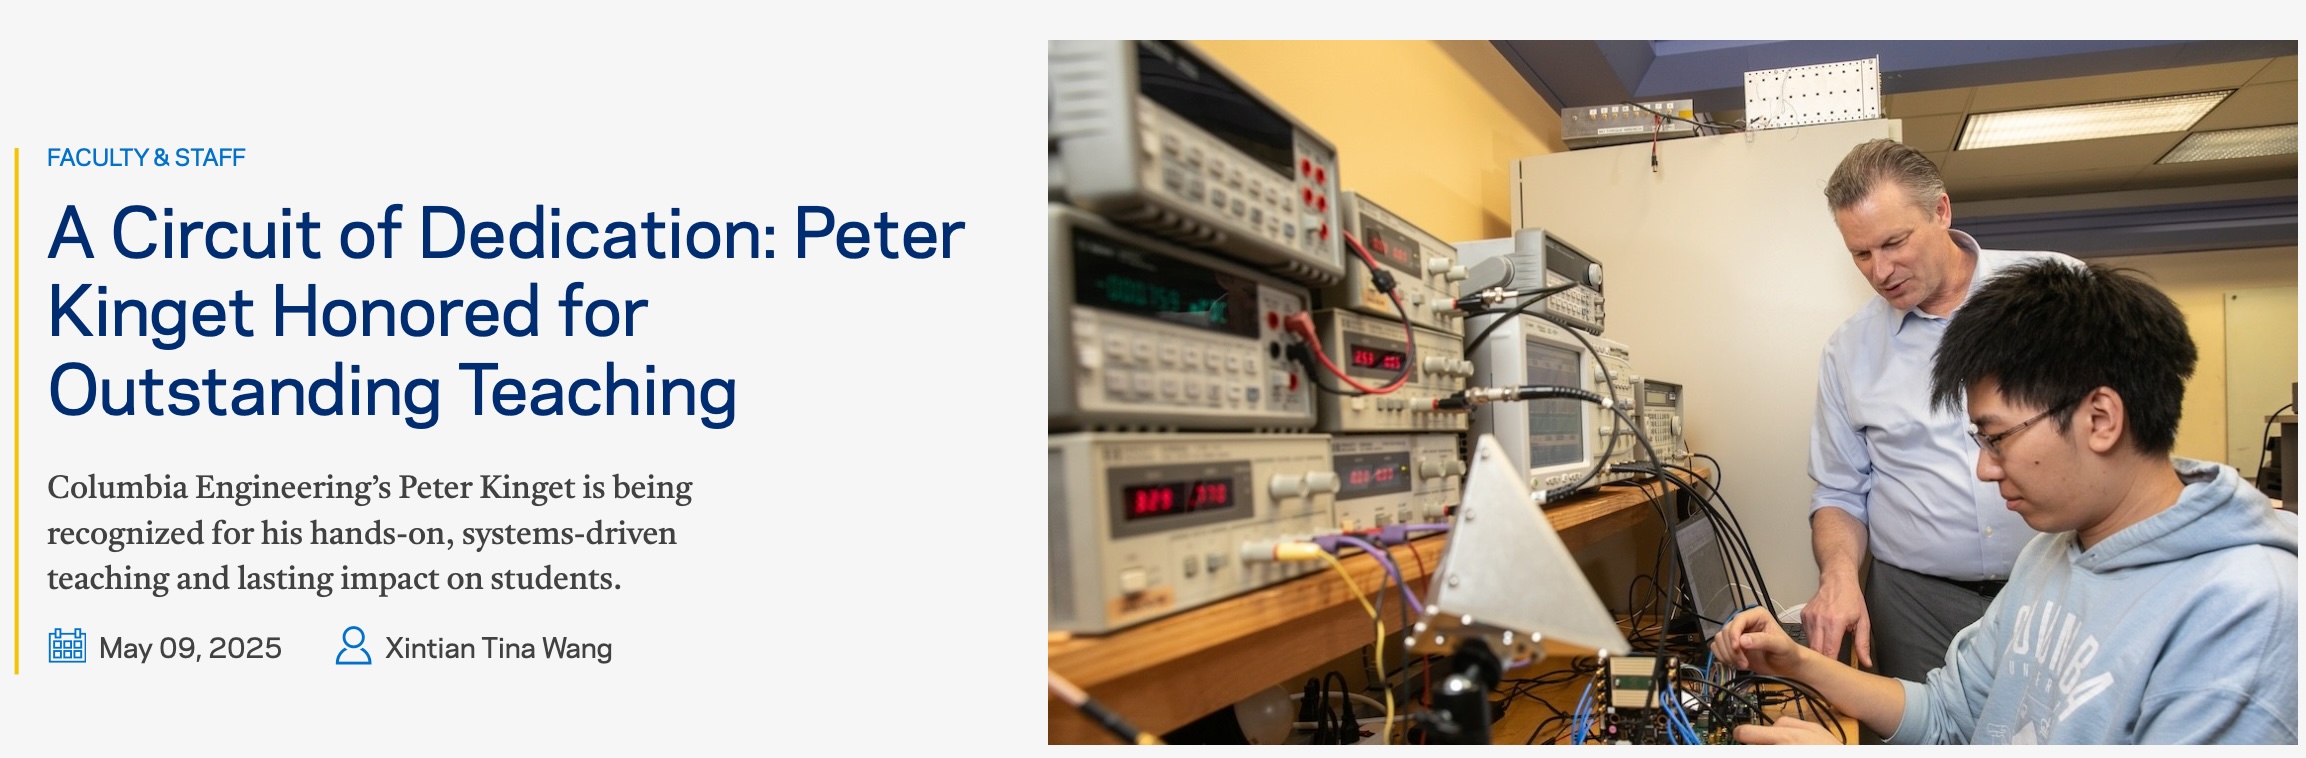 FACULTY & STAFF
A Circuit of Dedication: Peter
Kinget Honored for
Outstanding Teaching
Columbia Engineering’s Peter Kinget is being
recognized for his hands-on, systems-driven
teaching and lasting impact on students.
May 09, 2025
Xintian Tina Wang